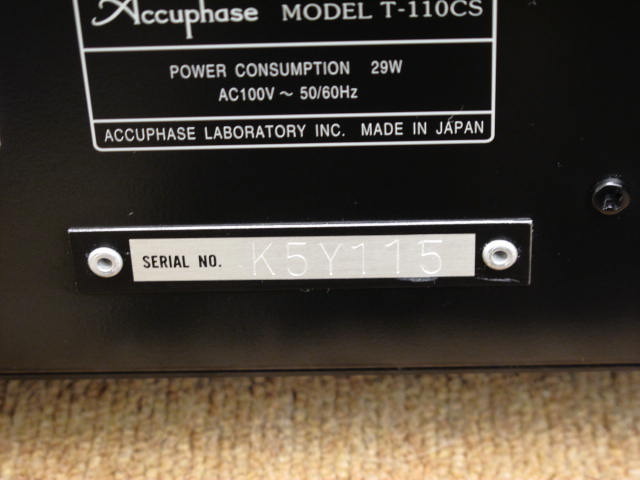 Accuphase MODEL T-110CS
POWER CONSUMPTION 29W
AC100V ~ 50/60Hz
ACCUPHASE LABORATORY INC. MADE IN JAPAN
SERIAL NO. K5Y115